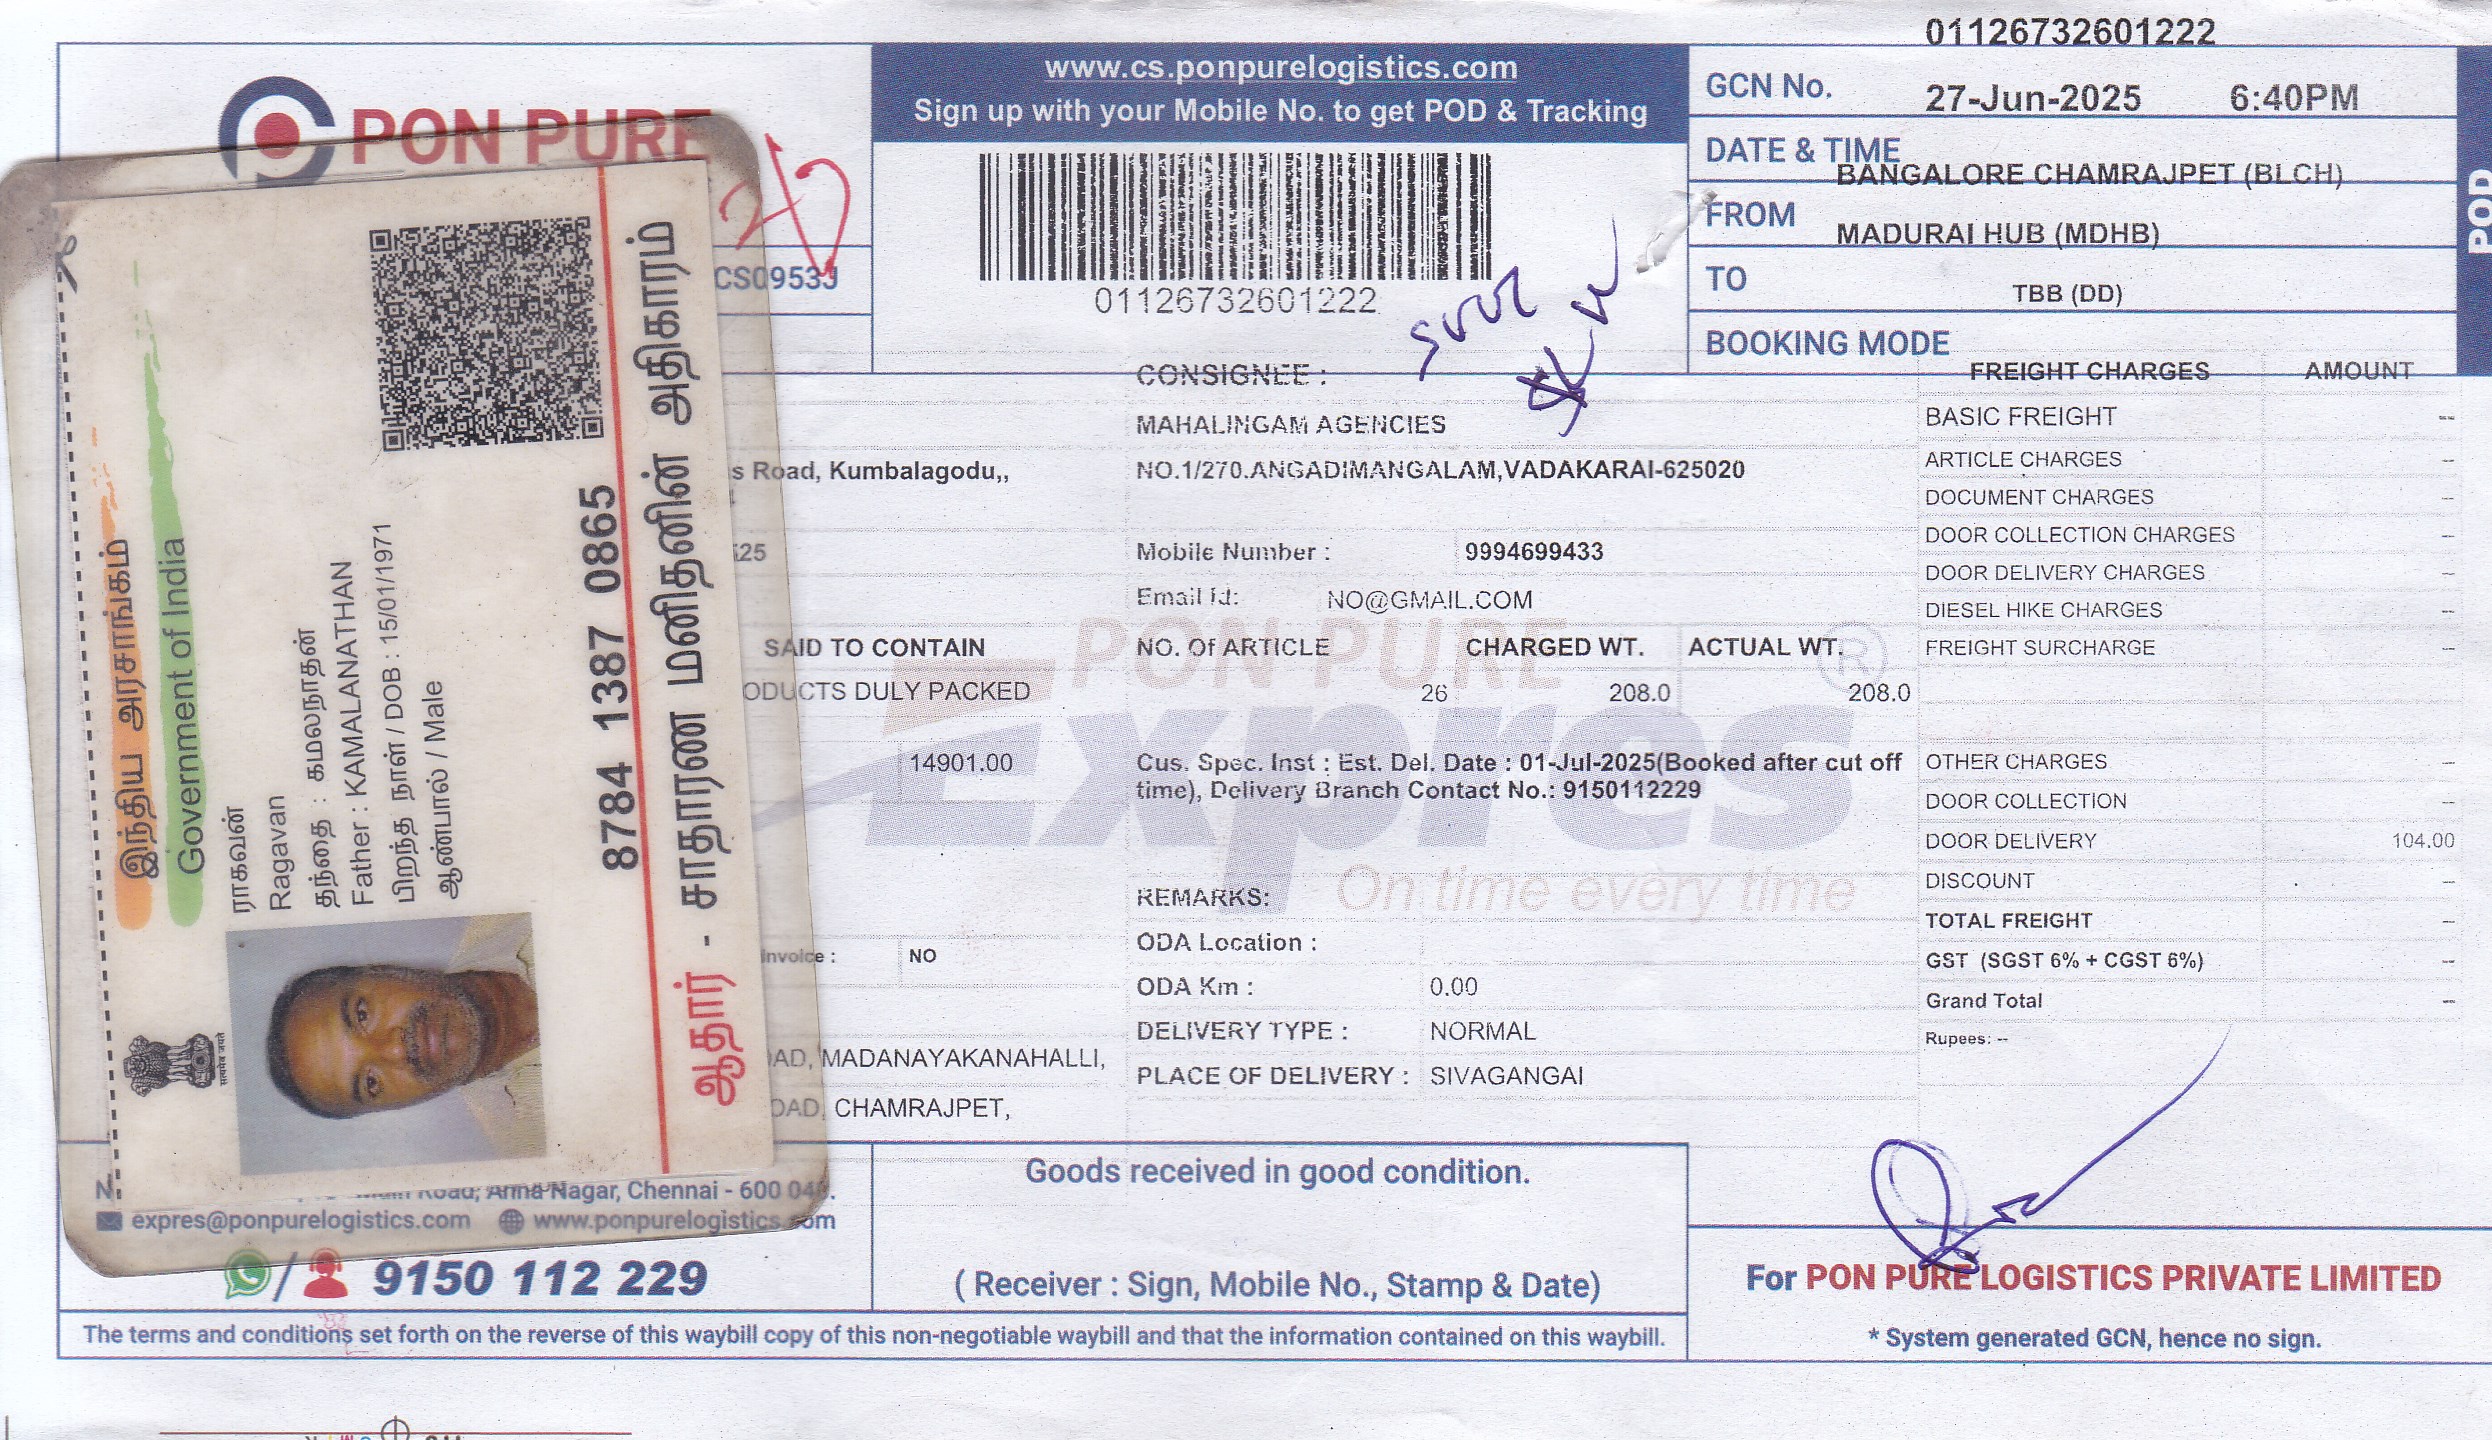 01126732601222
PON PURE
www.cs.ponpurelogistics.com
Sign up with your Mobile No. to get POD & Tracking
GCN No.
27-Jun-2025 6:40PM
DATE & TIME
BANGALORE CHAMRAJPET (BLCH)
FROM
MADURAI HUB (MDHB)
TO
TBB (DD)
BOOKING MODE
POD
01126732601222
CONSIGNEE :
MAHALINGAM AGENCIES
s Road, Kumbalagodu,,
NO.1/270.ANGADIMANGALAM,VADAKARAI-625020
Mobile Number : 9994699433
Email Id: NO@GMAIL.COM
SAID TO CONTAIN
NO. Of ARTICLE CHARGED WT. ACTUAL WT.
ODUCTS DULY PACKED
26 208.0 208.0
14901.00
Cus. Spec. Inst : Est. Del. Date : 01-Jul-2025(Booked after cut off
time), Delivery Branch Contact No.: 9150112229
PON PURE
Expres
®
On time every time
REMARKS:
ODA Location :
Invoice : NO
ODA Km : 0.00
DELIVERY TYPE : NORMAL
PLACE OF DELIVERY : SIVAGANGAI
OAD, MADANAYAKANAHALLI,
OAD, CHAMRAJPET,
FREIGHT CHARGES AMOUNT
BASIC FREIGHT --
ARTICLE CHARGES --
DOCUMENT CHARGES --
DOOR COLLECTION CHARGES --
DOOR DELIVERY CHARGES --
DIESEL HIKE CHARGES --
FREIGHT SURCHARGE --
OTHER CHARGES --
DOOR COLLECTION --
DOOR DELIVERY 104.00
DISCOUNT --
TOTAL FREIGHT --
GST (SGST 6% + CGST 6%) --
Grand Total --
Rupees: --
இந்திய அரசாங்கம்
Government of India
ராகவன்
Ragavan
தந்தை : கமலநாதன்
Father : KAMALANATHAN
பிறந்த நாள் / DOB : 15/01/1971
ஆண்பால் / Male
8784 1387 0865
ஆதார் - சாதாரண மனிதனின் அதிகாரம்
सत्यमेव जयते
Road, Anna Nagar, Chennai - 600 04
expres@ponpurelogistics.com www.ponpurelogistics.com
9150 112 229
Goods received in good condition.
( Receiver : Sign, Mobile No., Stamp & Date)
For PON PURE LOGISTICS PRIVATE LIMITED
The terms and conditions set forth on the reverse of this waybill copy of this non-negotiable waybill and that the information contained on this waybill.
* System generated GCN, hence no sign.